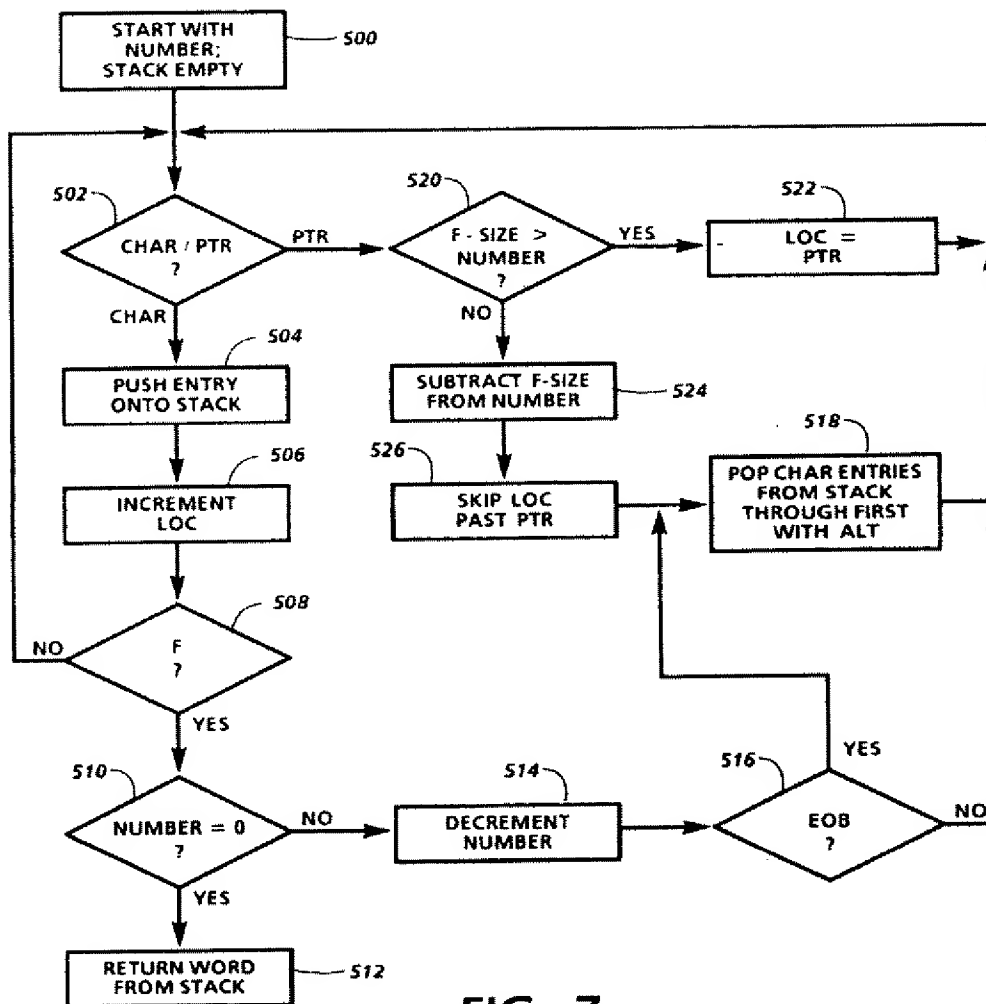 START WITH
NUMBER;
STACK EMPTY
500
502
CHAR / PTR
?
PTR
CHAR
520
F - SIZE >
NUMBER
?
YES
NO
522
LOC =
PTR
504
PUSH ENTRY
ONTO STACK
SUBTRACT F-SIZE
FROM NUMBER
524
506
INCREMENT
LOC
526
SKIP LOC
PAST PTR
518
POP CHAR ENTRIES
FROM STACK
THROUGH FIRST
WITH ALT
508
F
?
NO
YES
510
NUMBER = 0
?
NO
YES
514
DECREMENT
NUMBER
516
EOB
?
YES
NO
RETURN WORD
FROM STACK
512